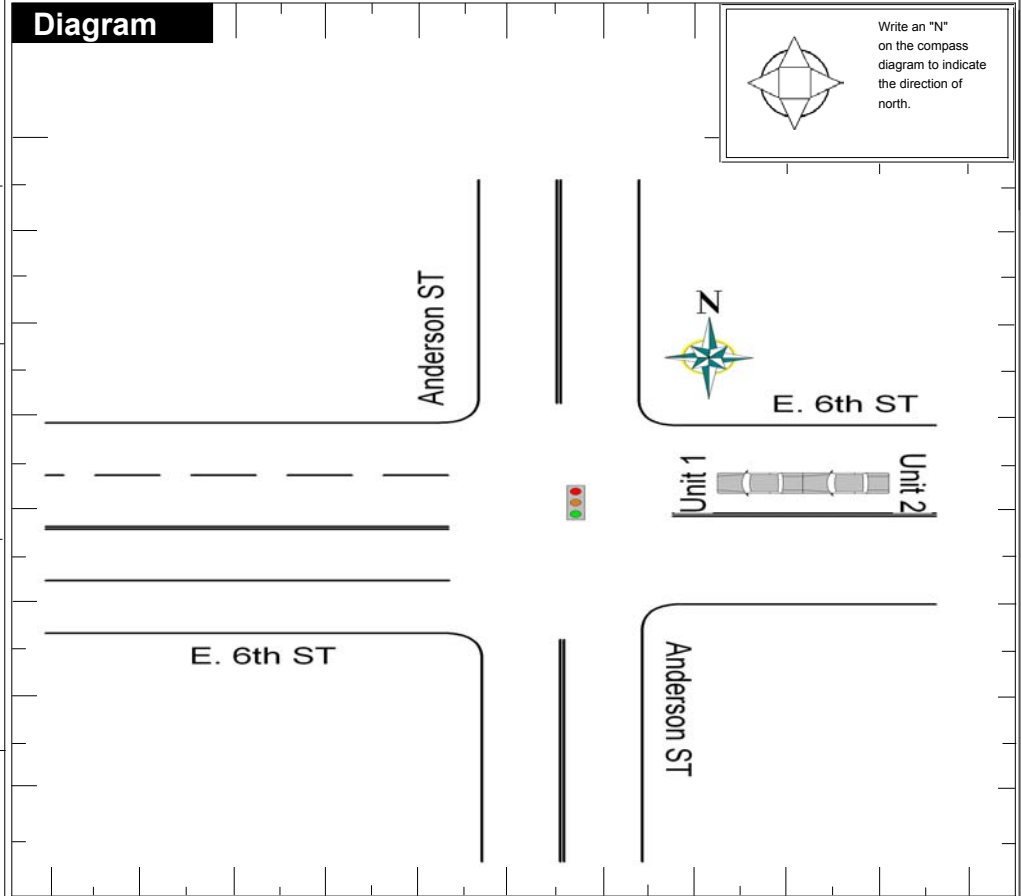 Diagram
Write an "N"
on the compass
diagram to indicate
the direction of
north.
Anderson ST
N
E. 6th ST
Unit 1
Unit 2
E. 6th ST
Anderson ST